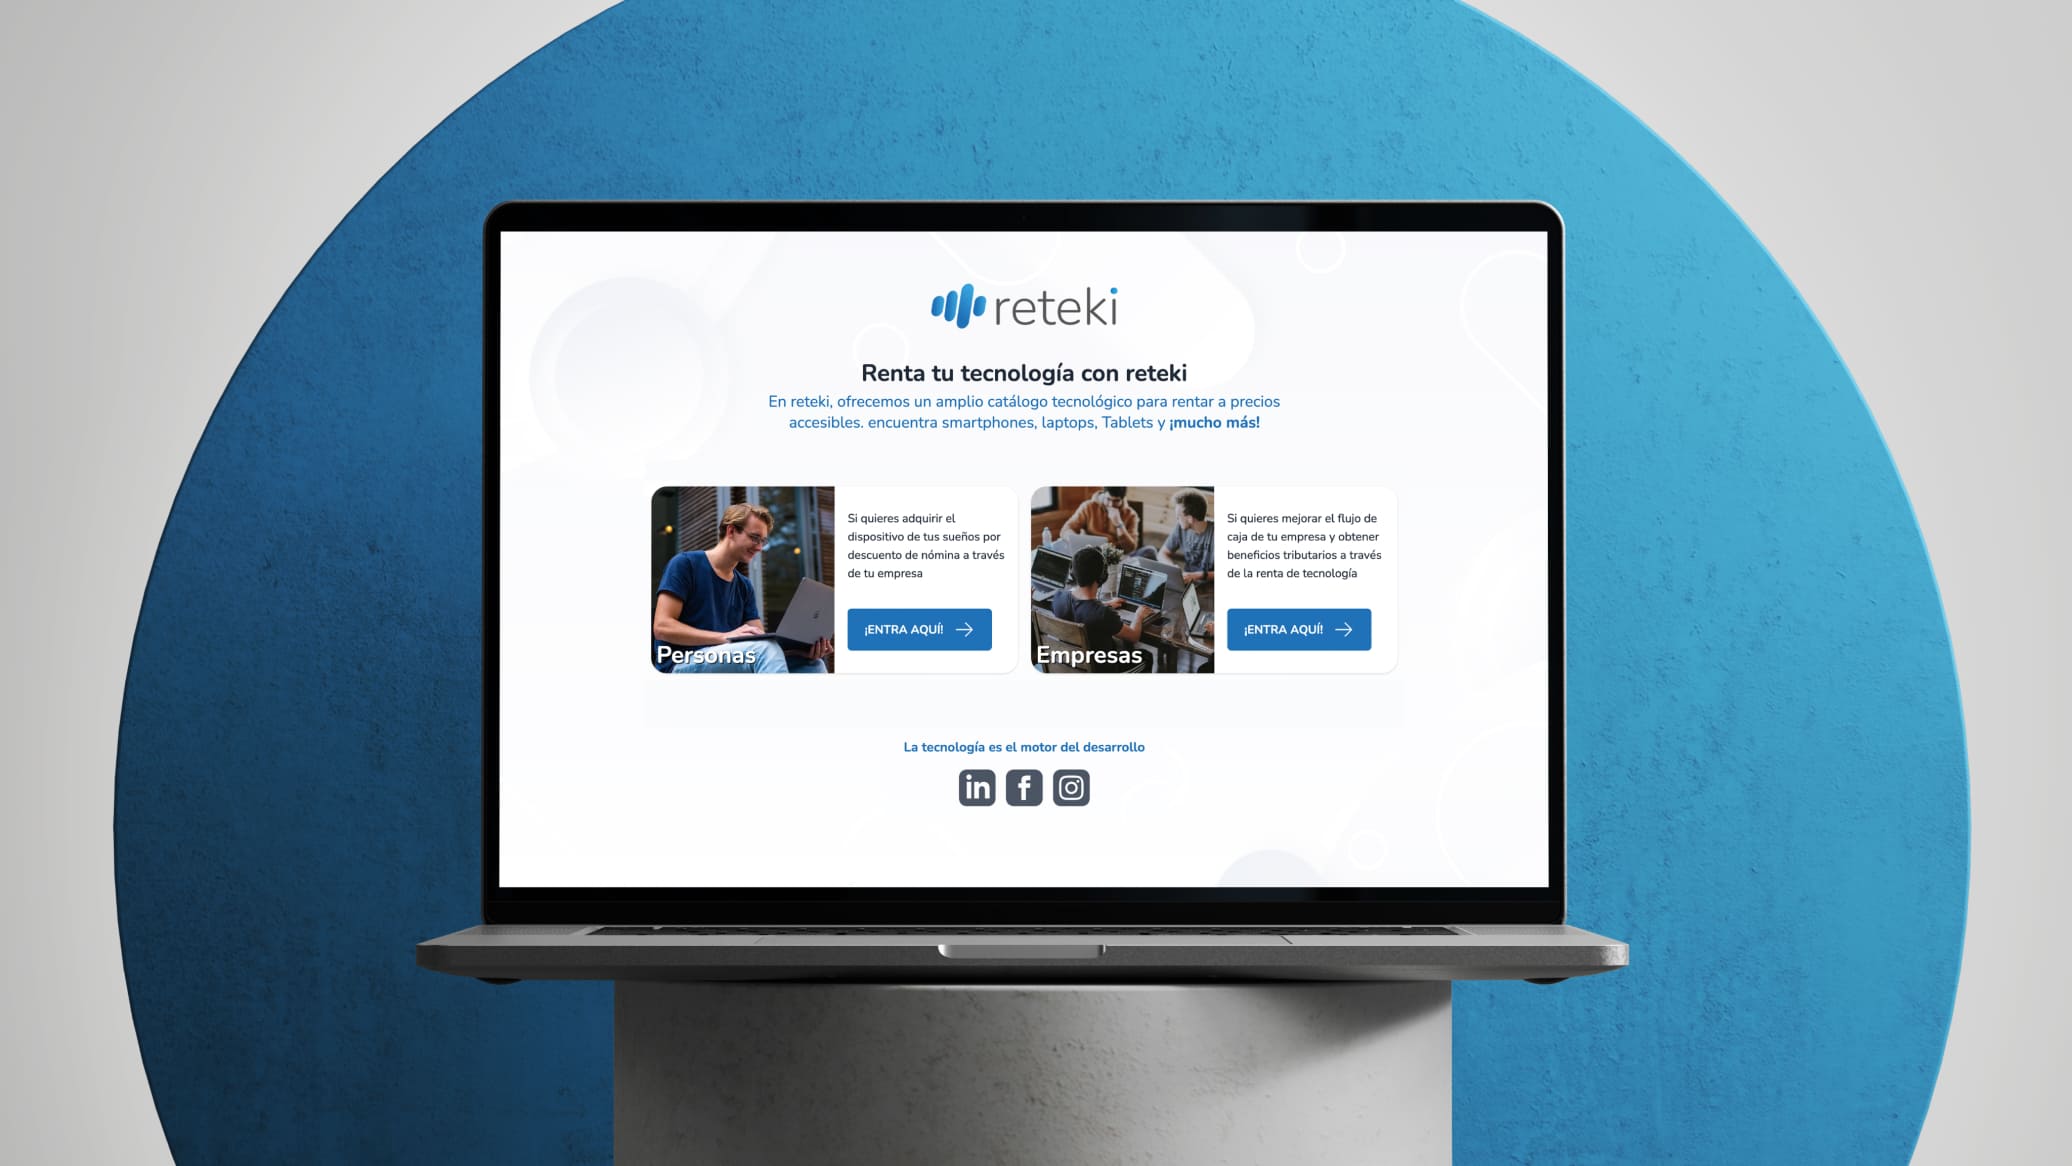 reteki
Renta tu tecnología con reteki
En reteki, ofrecemos un amplio catálogo tecnológico para rentar a precios
accesibles. encuentra smartphones, laptops, Tablets y ¡mucho más!
Personas
Si quieres adquirir el
dispositivo de tus sueños por
descuento de nómina a través
de tu empresa
¡ENTRA AQUÍ!
Empresas
Si quieres mejorar el flujo de
caja de tu empresa y obtener
beneficios tributarios a través
de la renta de tecnología
¡ENTRA AQUÍ!
La tecnología es el motor del desarrollo
in f